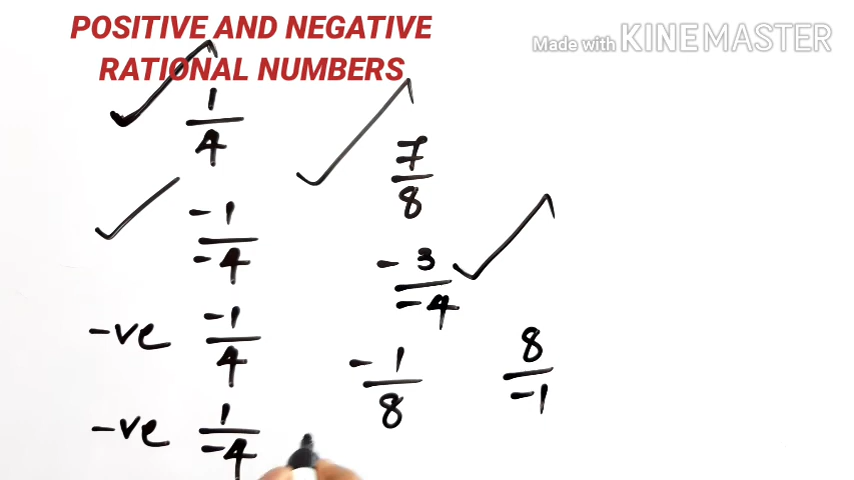 POSITIVE AND NEGATIVE
RATIONAL NUMBERS
Made with KINEMASTER
1/4
7/8
-1/-4
-3/-4
-ve -1/4
-1/8
8/-1
-ve 1/-4